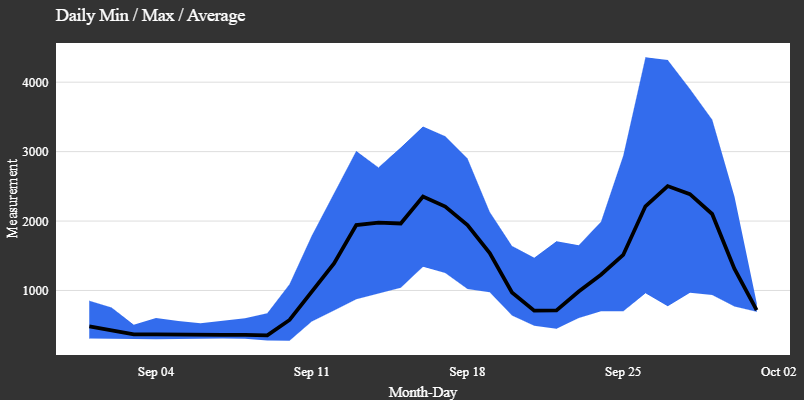 Daily Min / Max / Average
4000
3000
2000
1000
Measurement
Sep 04 Sep 11 Sep 18 Sep 25 Oct 02
Month-Day